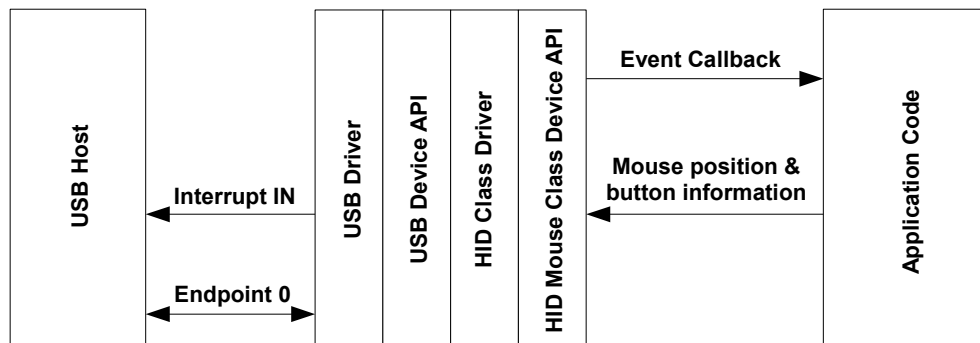 USB Host
Interrupt IN
Endpoint 0
USB Driver
USB Device API
HID Class Driver
HID Mouse Class Device API
Event Callback
Mouse position &
button information
Application Code